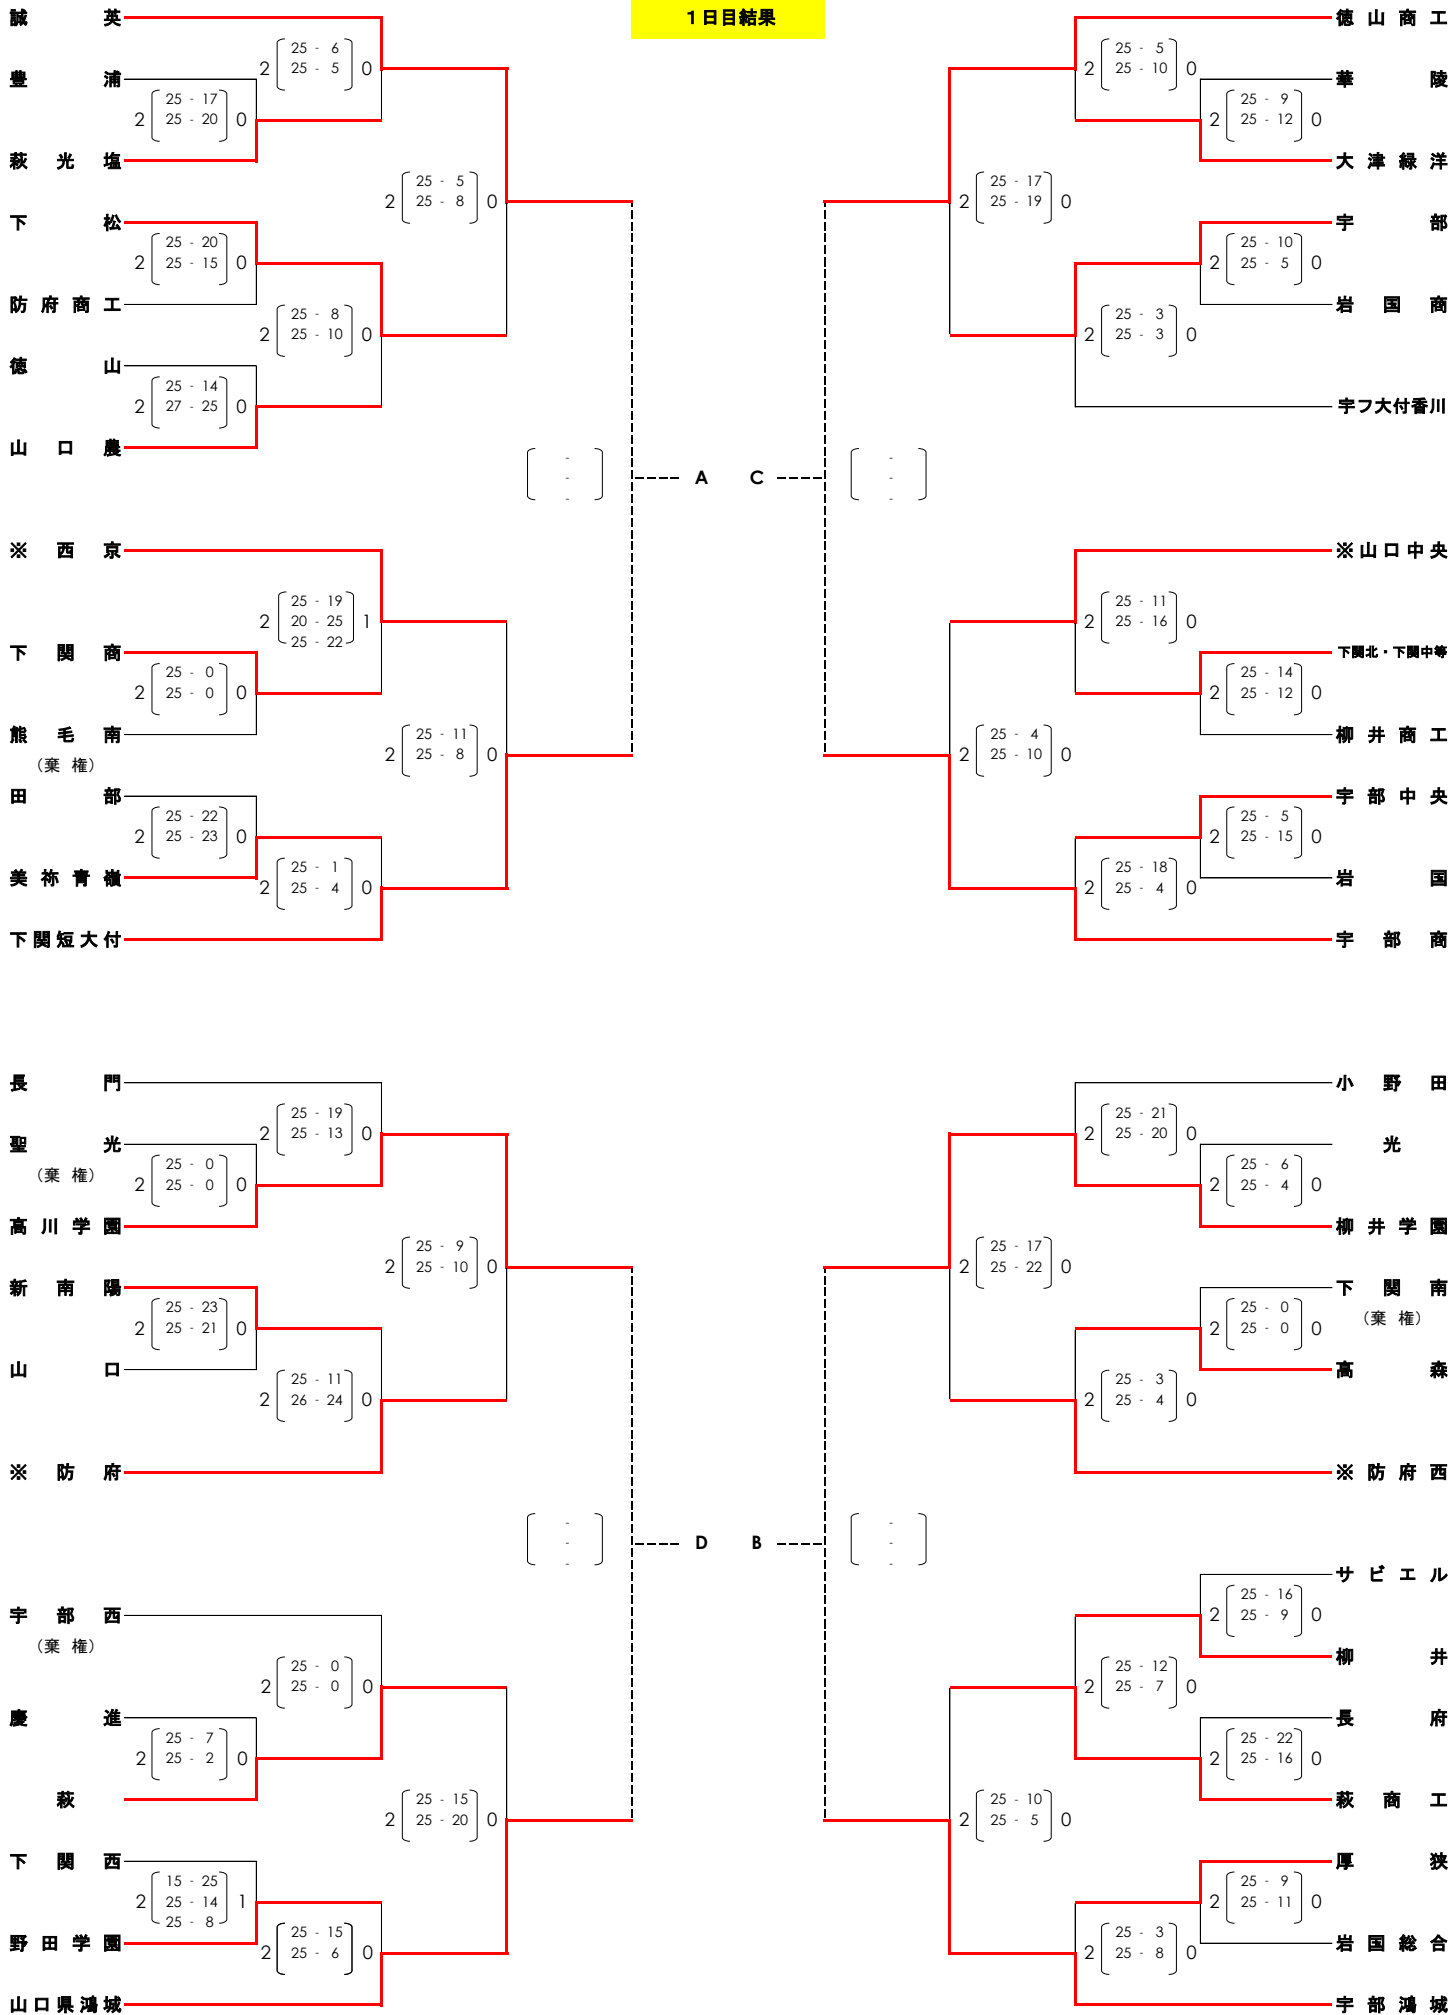 1日目結果
誠英
25 - 6
2 25 - 5 0
豊浦
25 - 17
2 25 - 20 0
萩光塩
25 - 5
2 25 - 8 0
下松
25 - 20
2 25 - 15 0
防府商工
25 - 8
2 25 - 10 0
徳山
25 - 14
2 27 - 25 0
山口農
-
- A
-
※西京
25 - 19
2 20 - 25 1
25 - 22
下関商
25 - 0
2 25 - 0 0
熊毛南
（棄権）
25 - 11
2 25 - 8 0
田部
25 - 22
2 25 - 23 0
美祢青嶺
25 - 1
2 25 - 4 0
下関短大付
徳山商工
25 - 5
2 25 - 10 0
華陵
25 - 9
2 25 - 12 0
大津緑洋
25 - 17
2 25 - 19 0
宇部
25 - 10
2 25 - 5 0
岩国商
25 - 3
2 25 - 3 0
宇フ大付香川
-
C -
-
※山口中央
25 - 11
2 25 - 16 0
下関北・下関中等
25 - 14
2 25 - 12 0
柳井商工
25 - 4
2 25 - 10 0
宇部中央
25 - 5
2 25 - 15 0
岩国
25 - 18
2 25 - 4 0
宇部商
長門
25 - 19
2 25 - 13 0
聖光
（棄権）
25 - 0
2 25 - 0 0
高川学園
25 - 9
2 25 - 10 0
新南陽
25 - 23
2 25 - 21 0
山口
25 - 11
2 26 - 24 0
※防府
-
- D
-
宇部西
（棄権）
25 - 0
2 25 - 0 0
慶進
25 - 7
2 25 - 2 0
萩
25 - 15
2 25 - 20 0
下関西
15 - 25
2 25 - 14 1
25 - 8
野田学園
25 - 15
2 25 - 6 0
山口県鴻城
小野田
25 - 21
2 25 - 20 0
光
25 - 6
2 25 - 4 0
柳井学園
25 - 17
2 25 - 22 0
下関南
（棄権）
25 - 0
2 25 - 0 0
高森
25 - 3
2 25 - 4 0
※防府西
-
B -
-
サビエル
25 - 16
2 25 - 9 0
柳井
25 - 12
2 25 - 7 0
長府
25 - 22
2 25 - 16 0
萩商工
25 - 10
2 25 - 5 0
厚狭
25 - 9
2 25 - 11 0
岩国総合
25 - 3
2 25 - 8 0
宇部鴻城